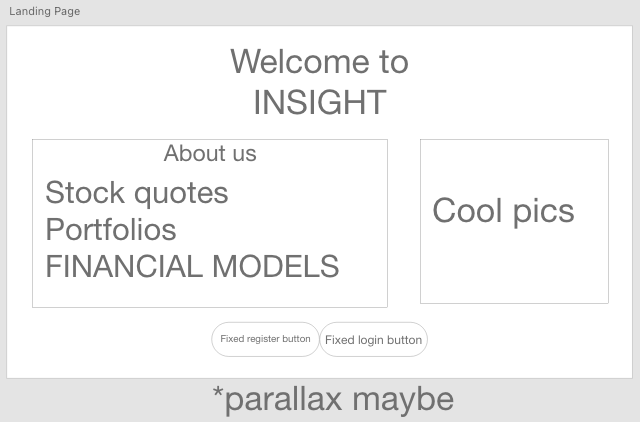 Landing Page
Welcome to
INSIGHT
About us
Stock quotes
Portfolios
FINANCIAL MODELS
Cool pics
Fixed register button
Fixed login button
*parallax maybe